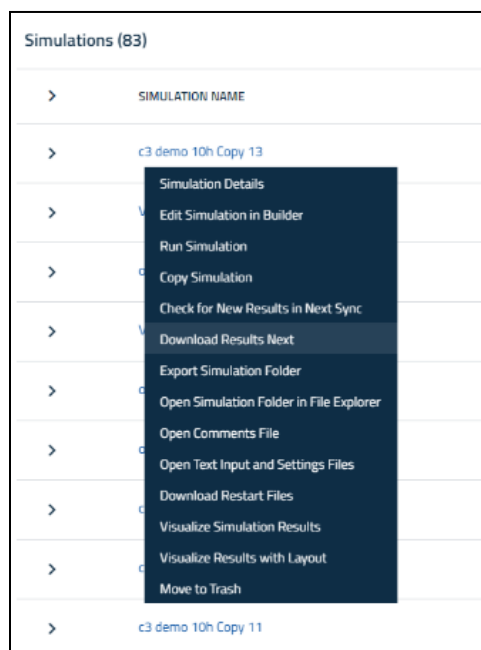 Simulations (83)
SIMULATION NAME
c3 demo 10h Copy 13
Simulation Details
Edit Simulation in Builder
Run Simulation
Copy Simulation
Check for New Results in Next Sync
Download Results Next
Export Simulation Folder
Open Simulation Folder in File Explorer
Open Comments File
Open Text Input and Settings Files
Download Restart Files
Visualize Simulation Results
Visualize Results with Layout
Move to Trash
c3 demo 10h Copy 11